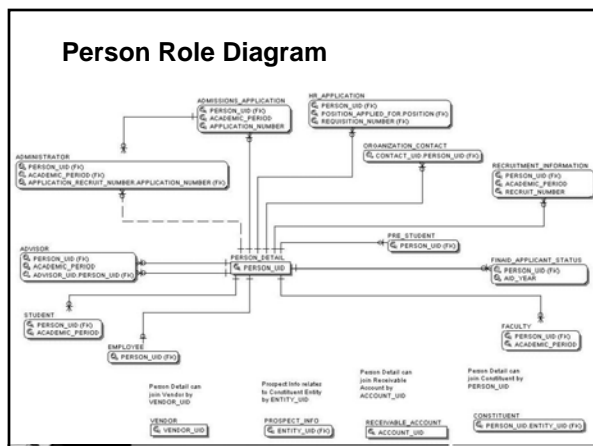 Person Role Diagram
ADMISSIONS_APPLICATION
PERSON_UID (FK)
ACADEMIC_PERIOD
APPLICATION_NUMBER
HR_APPLICATION
PERSON_UID (FK)
POSITION_APPLIED_FOR.POSITION (FK)
REQUISITION_NUMBER (FK)
ORGANIZATION_CONTACT
CONTACT_UID.PERSON_UID (FK)
ADMINISTRATOR
PERSON_UID (FK)
ACADEMIC_PERIOD (FK)
APPLICATION_RECRUIT_NUMBER.APPLICATION_NUMBER (FK)
RECRUITMENT_INFORMATION
PERSON_UID (FK)
ACADEMIC_PERIOD
RECRUIT_NUMBER
PRE_STUDENT
PERSON_UID (FK)
ADVISOR
PERSON_UID (FK)
ACADEMIC_PERIOD
ADVISOR_UID.PERSON_UID (FK)
PERSON_DETAIL
PERSON_UID
FINAID_APPLICANT_STATUS
PERSON_UID (FK)
AID_YEAR
STUDENT
PERSON_UID (FK)
ACADEMIC_PERIOD
EMPLOYEE
PERSON_UID (FK)
FACULTY
PERSON_UID (FK)
ACADEMIC_PERIOD
Person Detail can
join Vendor by
VENDOR_UID
Prospect Info relates
to Constituent Entity
by ENTITY_UID
Person Detail can
join Receivable
Account by
ACCOUNT_UID
Person Detail can
join Constituent by
PERSON_UID
VENDOR
VENDOR_UID
PROSPECT_INFO
ENTITY_UID (FK)
RECEIVABLE_ACCOUNT
ACCOUNT_UID
CONSTITUENT
PERSON_UID.ENTITY_UID (FK)